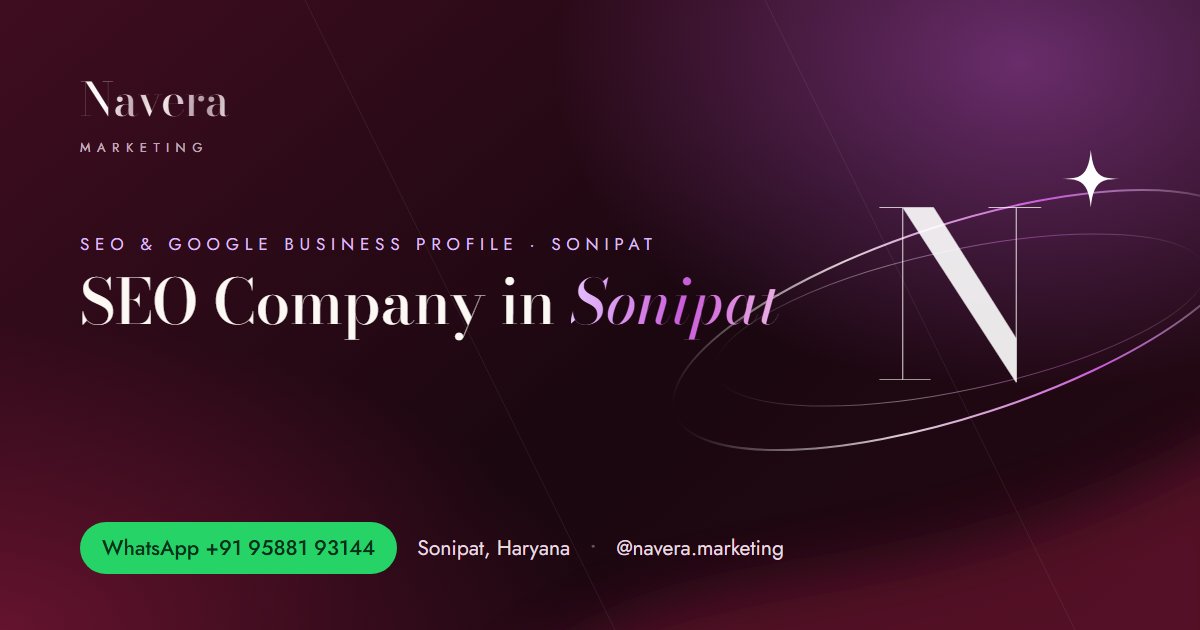 Navera
MARKETING
SEO & GOOGLE BUSINESS PROFILE · SONIPAT
SEO Company in Sonipat
N
WhatsApp +91 95881 93144 Sonipat, Haryana · @navera.marketing